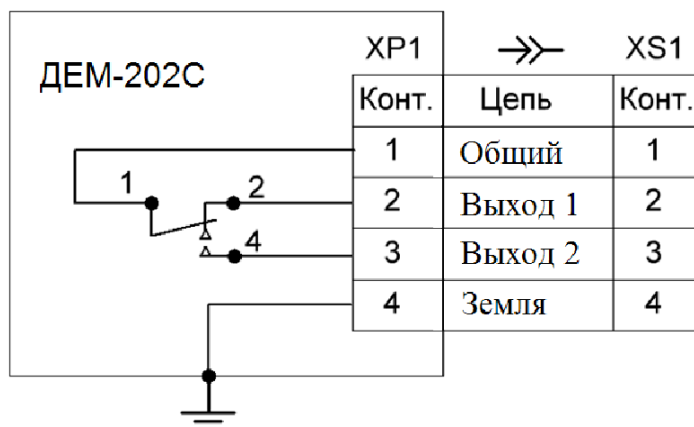 ДЕМ-202С
XP1 XS1
Конт. Цепь Конт.
1 Общий 1
2 Выход 1 2
3 Выход 2 3
4 Земля 4
1
2
4